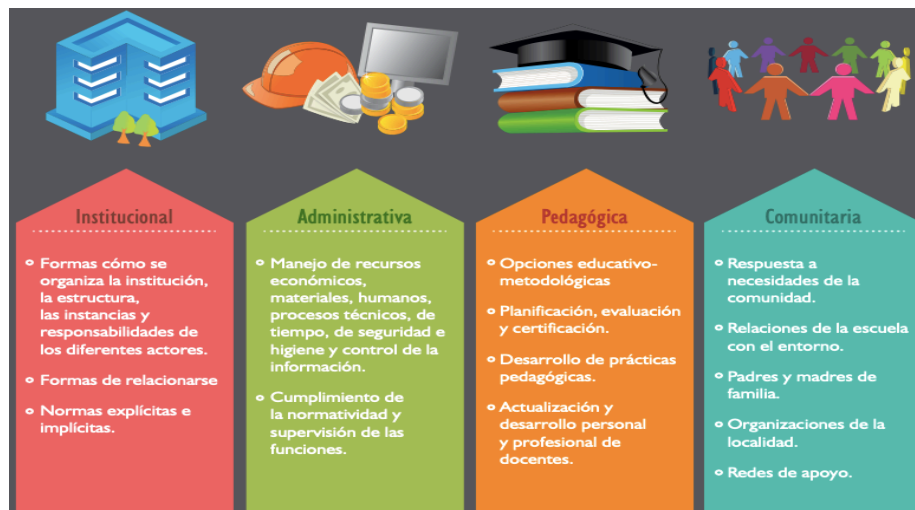 Institucional
Formas cómo se
organiza la institución,
la estructura,
las instancias y
responsabilidades de
los diferentes actores.
Formas de relacionarse
Normas explícitas e
implícitas.
Administrativa
Manejo de recursos
económicos,
materiales, humanos,
procesos técnicos, de
tiempo, de seguridad e
higiene y control de la
información.
Cumplimiento de
la normatividad y
supervisión de las
funciones.
Pedagógica
Opciones educativo-
metodológicas
Planificación, evaluación
y certificación.
Desarrollo de prácticas
pedagógicas.
Actualización y
desarrollo personal
y profesional de
docentes.
Comunitaria
Respuesta a
necesidades de la
comunidad.
Relaciones de la escuela
con el entorno.
Padres y madres de
familia.
Organizaciones de la
localidad.
Redes de apoyo.